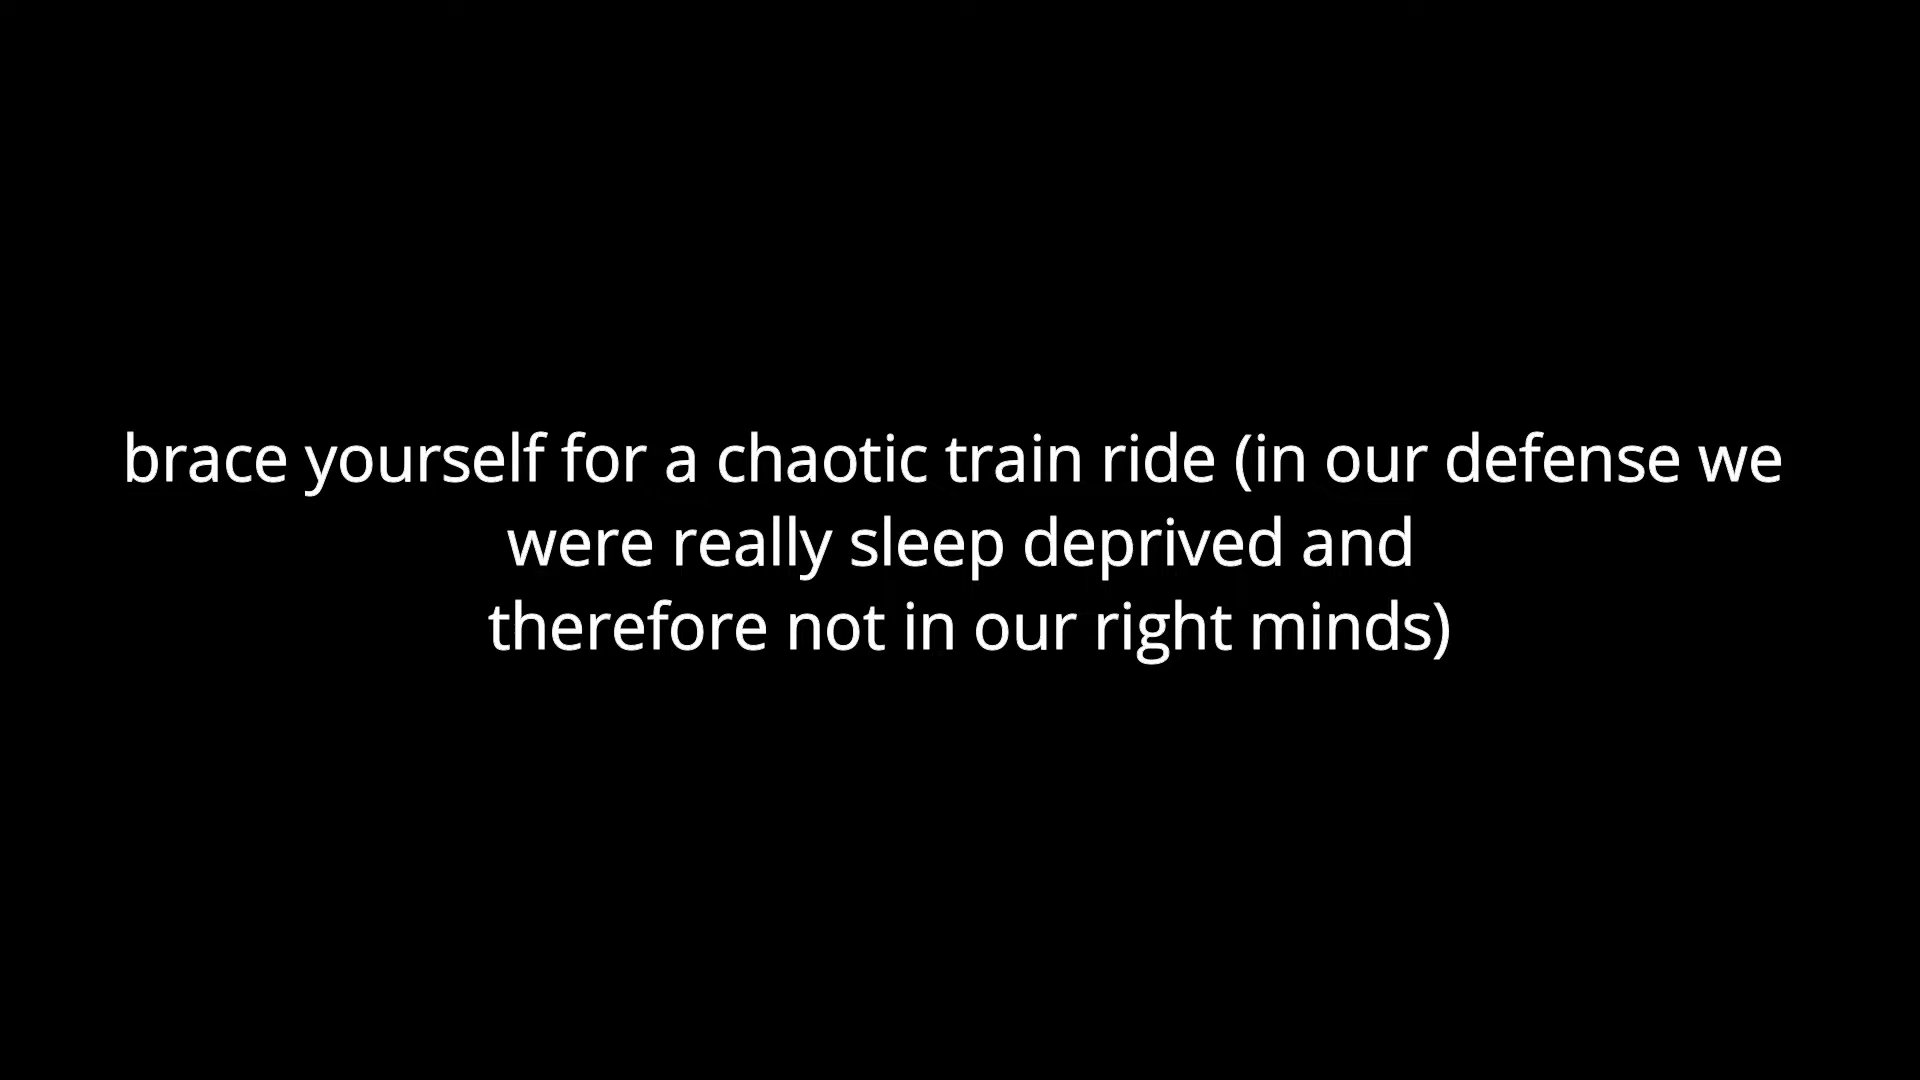 brace yourself for a chaotic train ride (in our defense we
were really sleep deprived and
therefore not in our right minds)